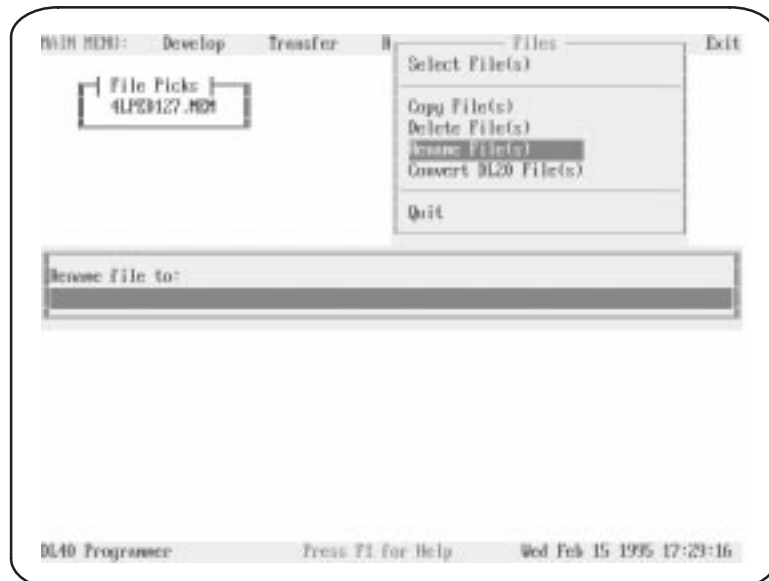 MAIN MENU: Develop Transfer Files Exit
File Picks
4LPED127.MEM
Select File(s)
Copy File(s)
Delete File(s)
Rename File(s)
Convert DL20 File(s)
Quit
Rename file to:
DL40 Programmer Press F1 for Help Wed Feb 15 1995 17:29:16